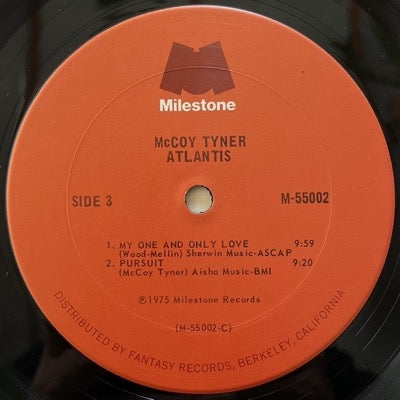 Milestone
McCOY TYNER
ATLANTIS
SIDE 3
M-55002
1. MY ONE AND ONLY LOVE 9:59
(Wood-Mellin) Sherwin Music-ASCAP
2. PURSUIT 9:20
(McCoy Tyner) Aisha Music-BMI
℗1975 Milestone Records
(M-55002-C)
DISTRIBUTED BY FANTASY RECORDS, BERKELEY, CALIFORNIA